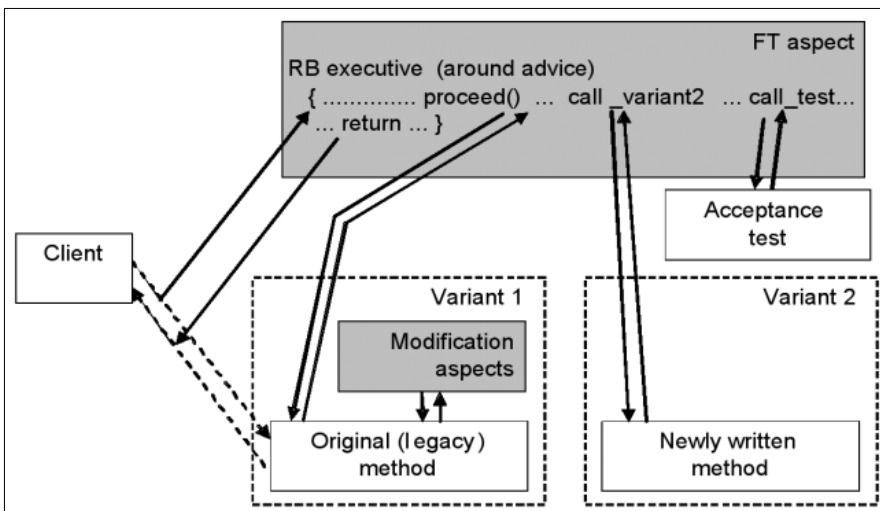 FT aspect
RB executive (around advice)
{ .............. proceed() ... call _variant2 ... call_test...
... return ... }
Acceptance
test
Client
Variant 1
Variant 2
Modification
aspects
Original (legacy)
method
Newly written
method